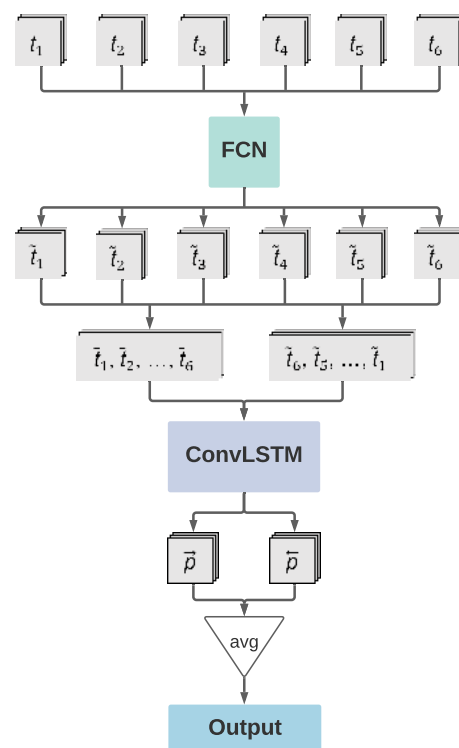 t₁ t₂ t₃ t₄ t₅ t₆
FCN
t̃₁ t̃₂ t̃₃ t̃₄ t̃₅ t̃₆
t̄₁, t̄₂, …, t̄₆ t̃₆, t̃₅, …, t̃₁
ConvLSTM
p⃗ p⃖
avg
Output